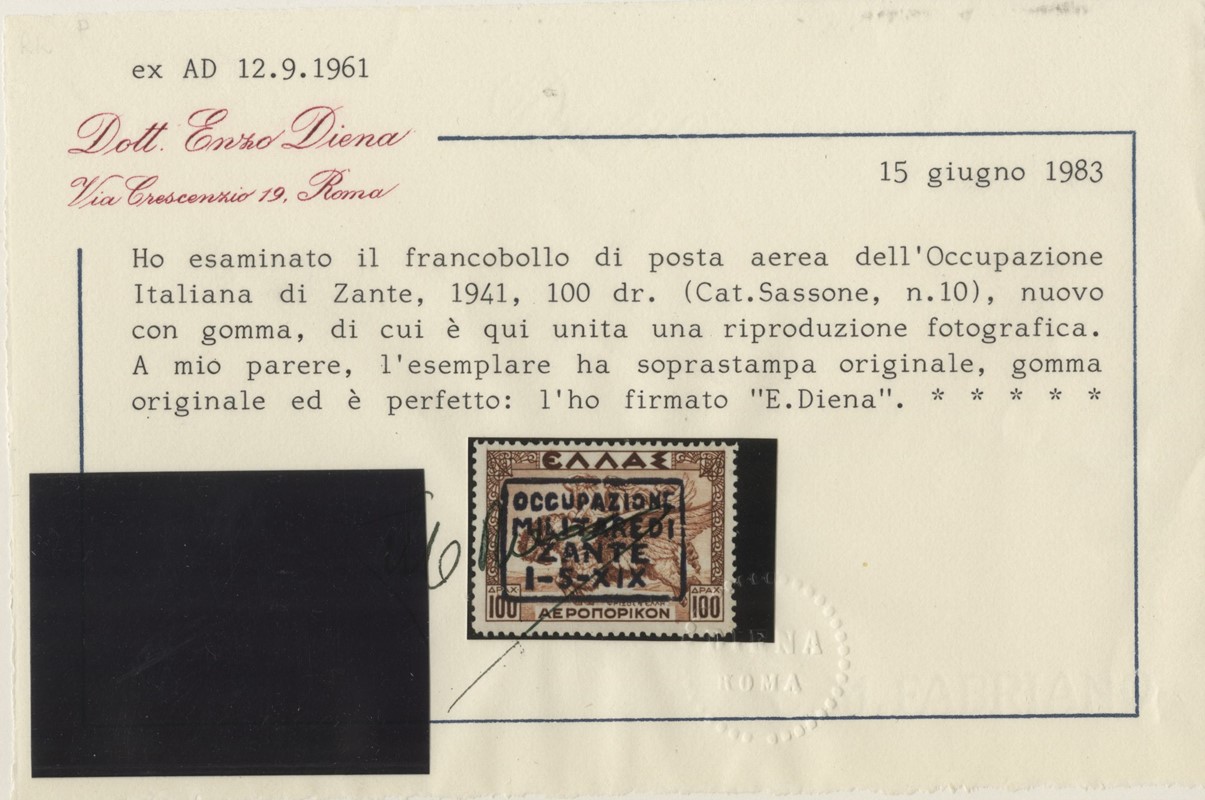 ex AD 12.9.1961
Dott. Enzo Diena
Via Crescenzio 19, Roma
15 giugno 1983
Ho esaminato il francobollo di posta aerea dell'Occupazione
Italiana di Zante, 1941, 100 dr. (Cat.Sassone, n.10), nuovo
con gomma, di cui è qui unita una riproduzione fotografica.
A mio parere, l'esemplare ha soprastampa originale, gomma
originale ed è perfetto: l'ho firmato "E.Diena". * * * * *
ΕΛΛΑΣ
OCCUPAZIONE
MILITARE DI
ZANTE
1-5-XIX
ΔΡΑΧ ΔΡΑΧ
100 100
ΑΕΡΟΠΟΡΙΚΟΝ
ROMA